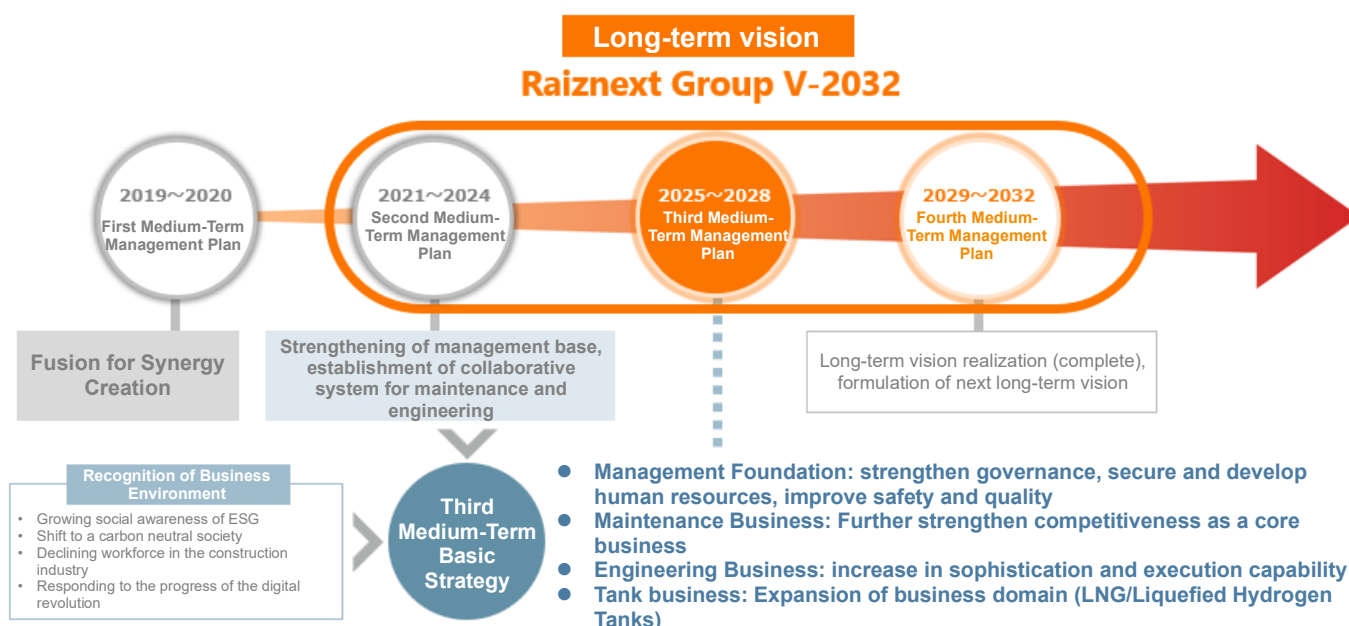 Long-term vision
Raiznext Group V-2032
2019～2020
First Medium-Term
Management Plan
2021～2024
Second Medium-
Term Management
Plan
2025～2028
Third Medium-
Term Management
Plan
2029～2032
Fourth Medium-
Term Management
Plan
Fusion for Synergy
Creation
Strengthening of management base,
establishment of collaborative
system for maintenance and
engineering
Long-term vision realization (complete),
formulation of next long-term vision
Recognition of Business
Environment
• Growing social awareness of ESG
• Shift to a carbon neutral society
• Declining workforce in the construction
industry
• Responding to the progress of the digital
revolution
Third
Medium-Term
Basic
Strategy
● Management Foundation: strengthen governance, secure and develop
human resources, improve safety and quality
● Maintenance Business: Further strengthen competitiveness as a core
business
● Engineering Business: increase in sophistication and execution capability
● Tank business: Expansion of business domain (LNG/Liquefied Hydrogen
Tanks)